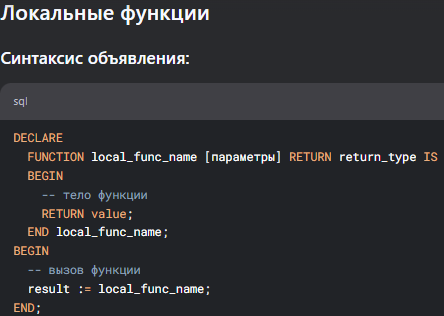 Локальные функции
Синтаксис объявления:
sql
DECLARE
  FUNCTION local_func_name [параметры] RETURN return_type IS
  BEGIN
    -- тело функции
    RETURN value;
  END local_func_name;
BEGIN
  -- вызов функции
  result := local_func_name;
END;